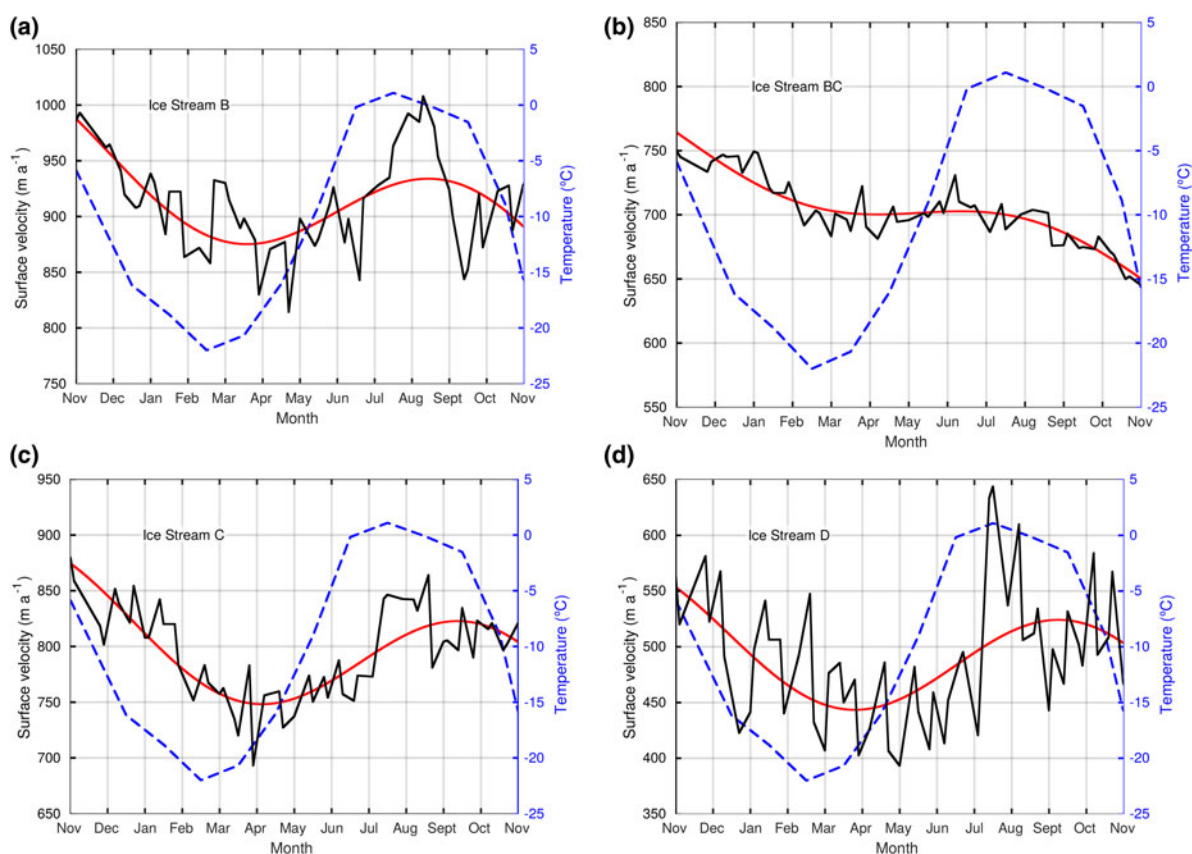 (a)
1050
1000
950
900
850
800
750
Surface velocity (m a⁻¹)
Ice Stream B
5
0
-5
-10
-15
-20
-25
Temperature (ºC)
Nov Dec Jan Feb Mar Apr May Jun Jul Aug Sept Oct Nov
Month
(b)
850
800
750
700
650
600
550
Surface velocity (m a⁻¹)
Ice Stream BC
5
0
-5
-10
-15
-20
-25
Temperature (ºC)
Nov Dec Jan Feb Mar Apr May Jun Jul Aug Sept Oct Nov
Month
(c)
950
900
850
800
750
700
650
Surface velocity (m a⁻¹)
Ice Stream C
5
0
-5
-10
-15
-20
-25
Temperature (ºC)
Nov Dec Jan Feb Mar Apr May Jun Jul Aug Sept Oct Nov
Month
(d)
650
600
550
500
450
400
350
Surface velocity (m a⁻¹)
Ice Stream D
5
0
-5
-10
-15
-20
-25
Temperature (ºC)
Nov Dec Jan Feb Mar Apr May Jun Jul Aug Sept Oct Nov
Month